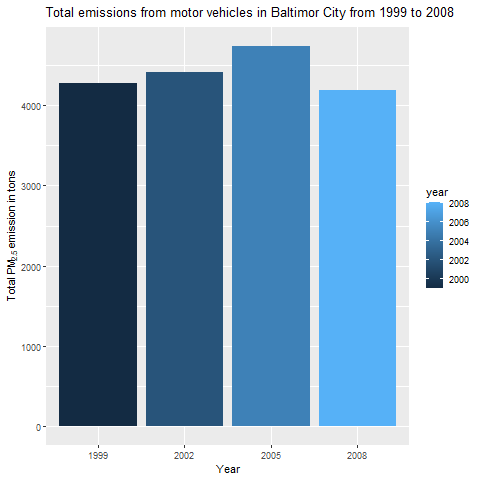 Total emissions from motor vehicles in Baltimor City from 1999 to 2008
Total PM2.5 emission in tons
4000
3000
2000
1000
0
1999 2002 2005 2008
Year
year
2008
2006
2004
2002
2000